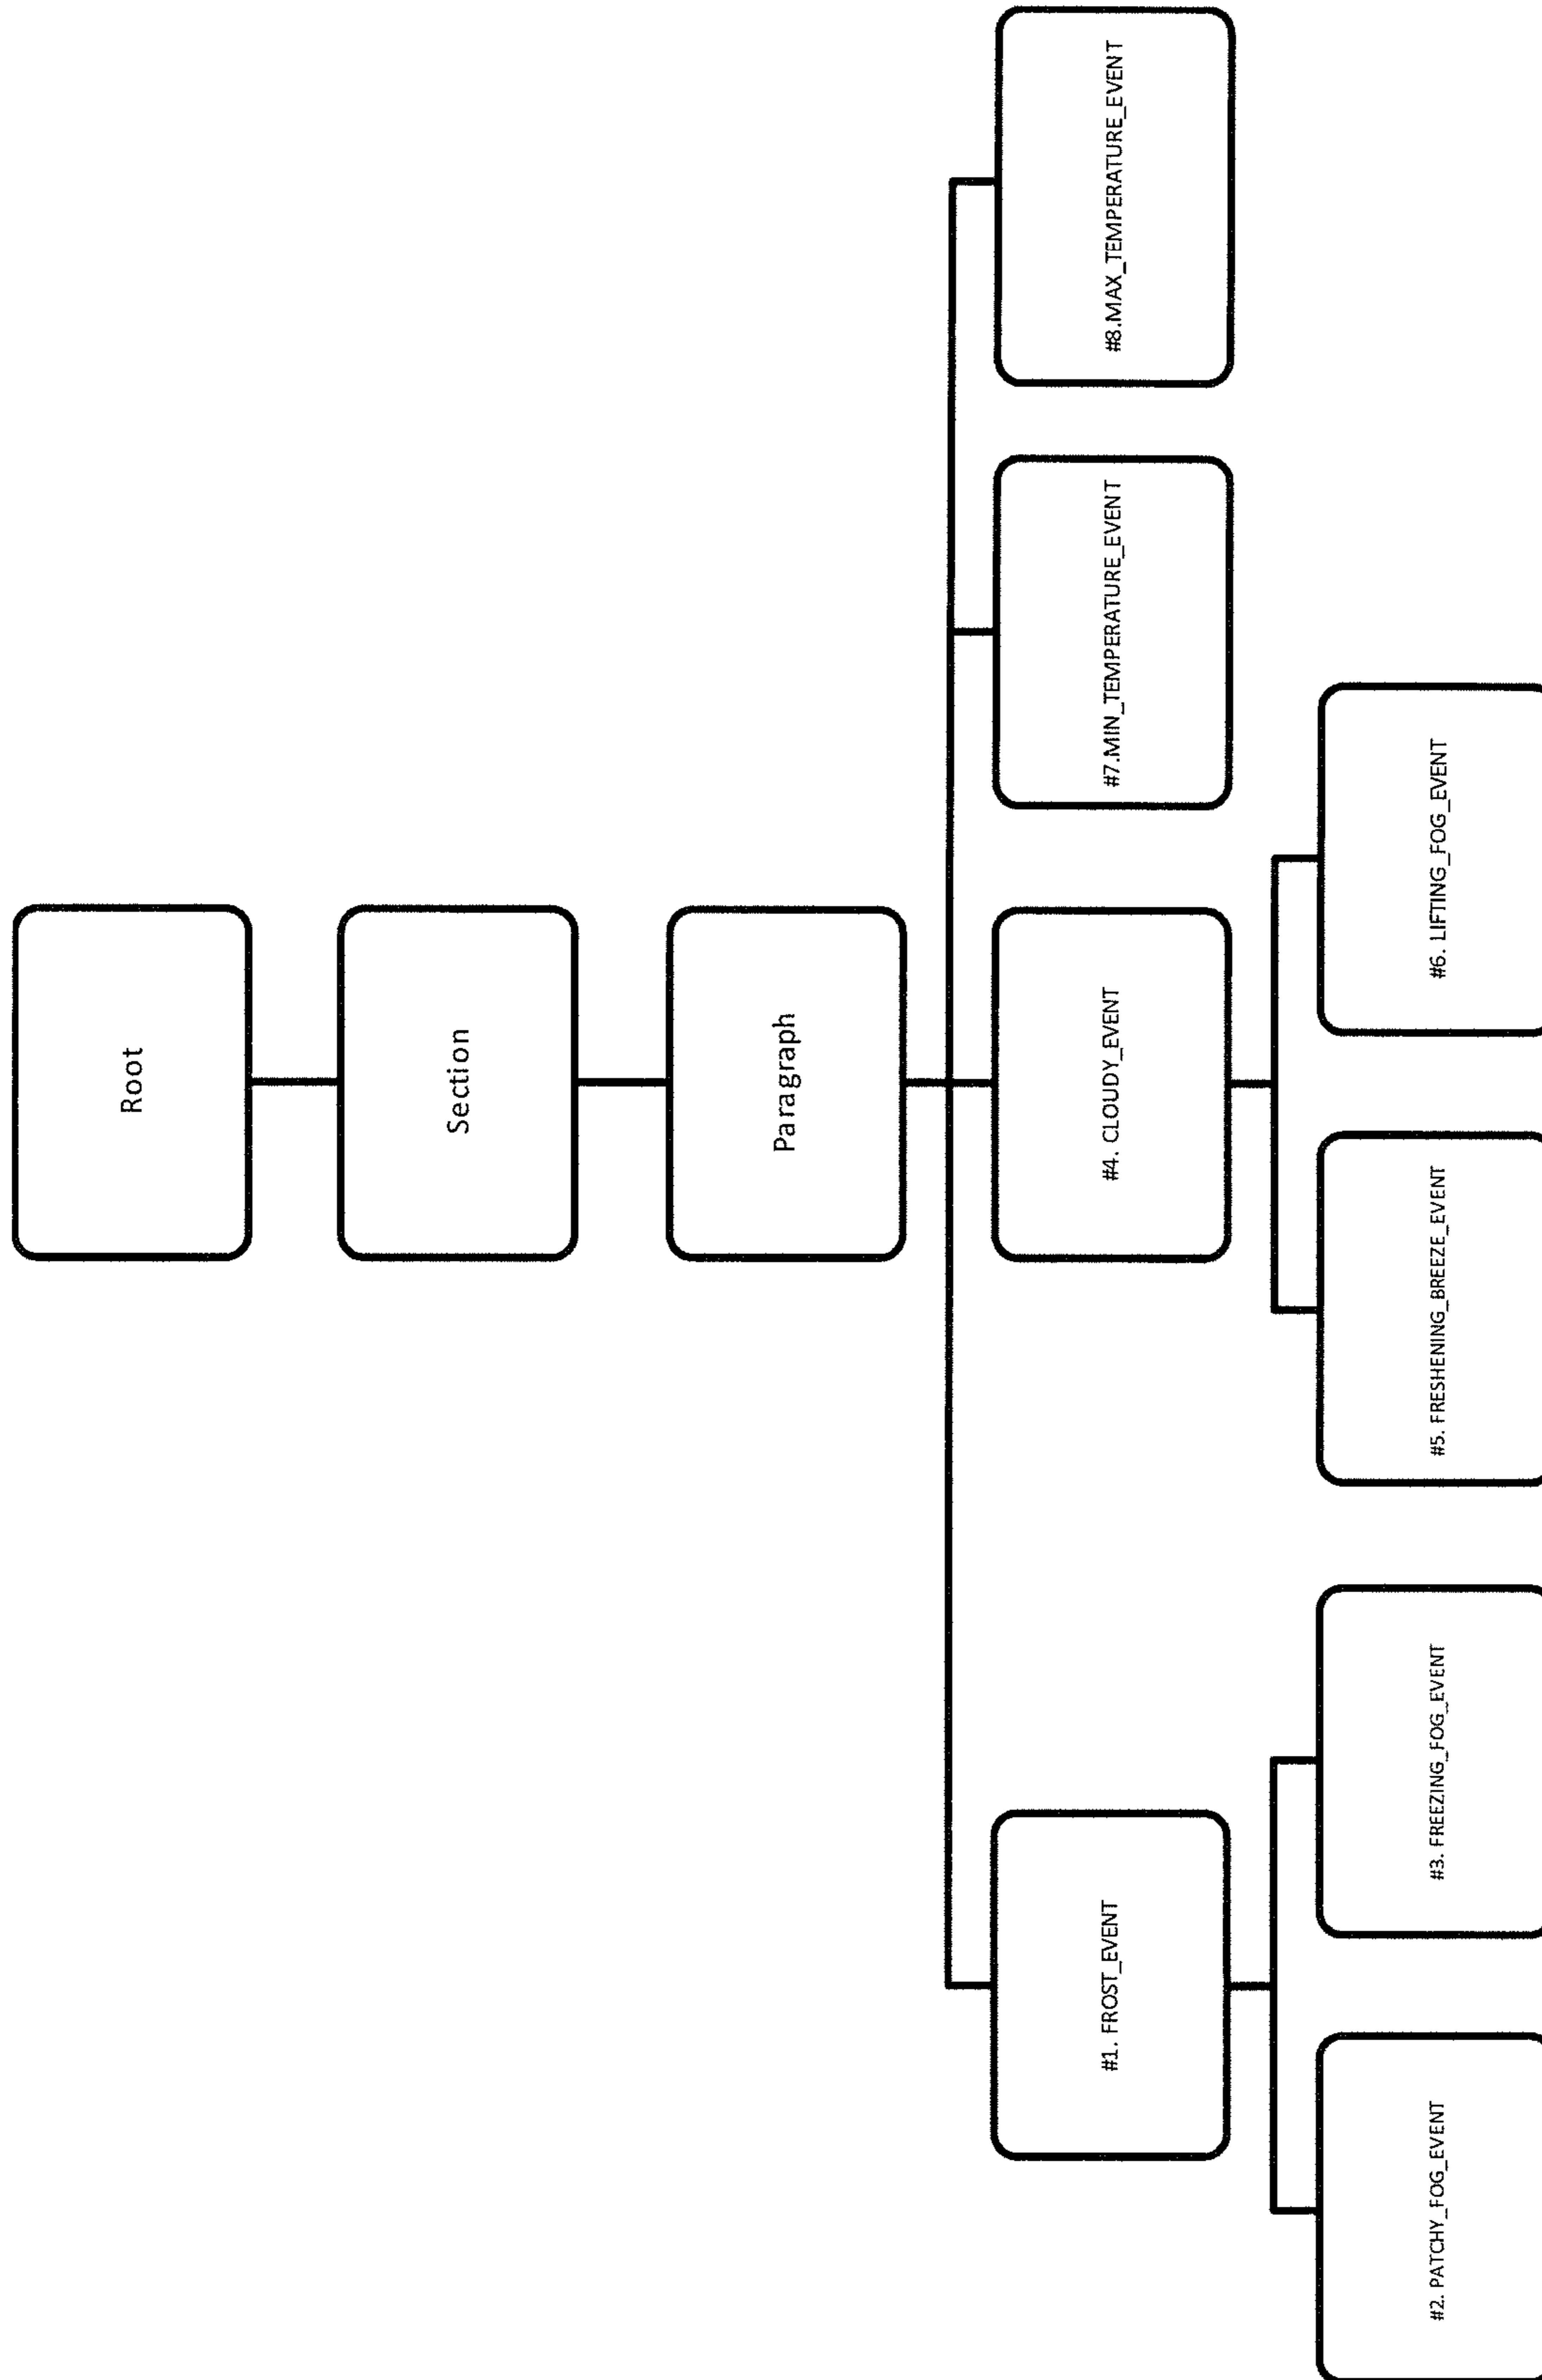 Root
Section
Paragraph
#1. FROST_EVENT
#4. CLOUDY_EVENT
#7.MIN_TEMPERATURE_EVENT
#8.MAX_TEMPERATURE_EVENT
#2. PATCHY_FOG_EVENT
#3. FREEZING_FOG_EVENT
#5. FRESHENING_BREEZE_EVENT
#6. LIFTING_FOG_EVENT